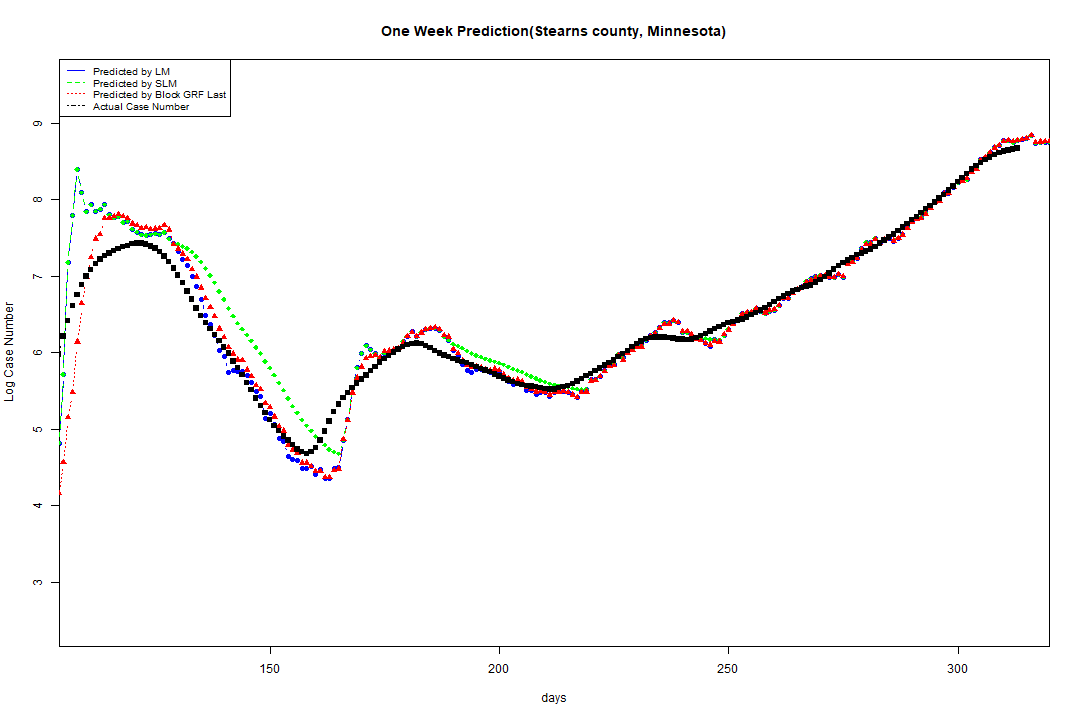 One Week Prediction(Stearns county, Minnesota)
Predicted by LM
Predicted by SLM
Predicted by Block GRF Last
Actual Case Number
9
8
7
6
5
4
3
Log Case Number
150 200 250 300
days